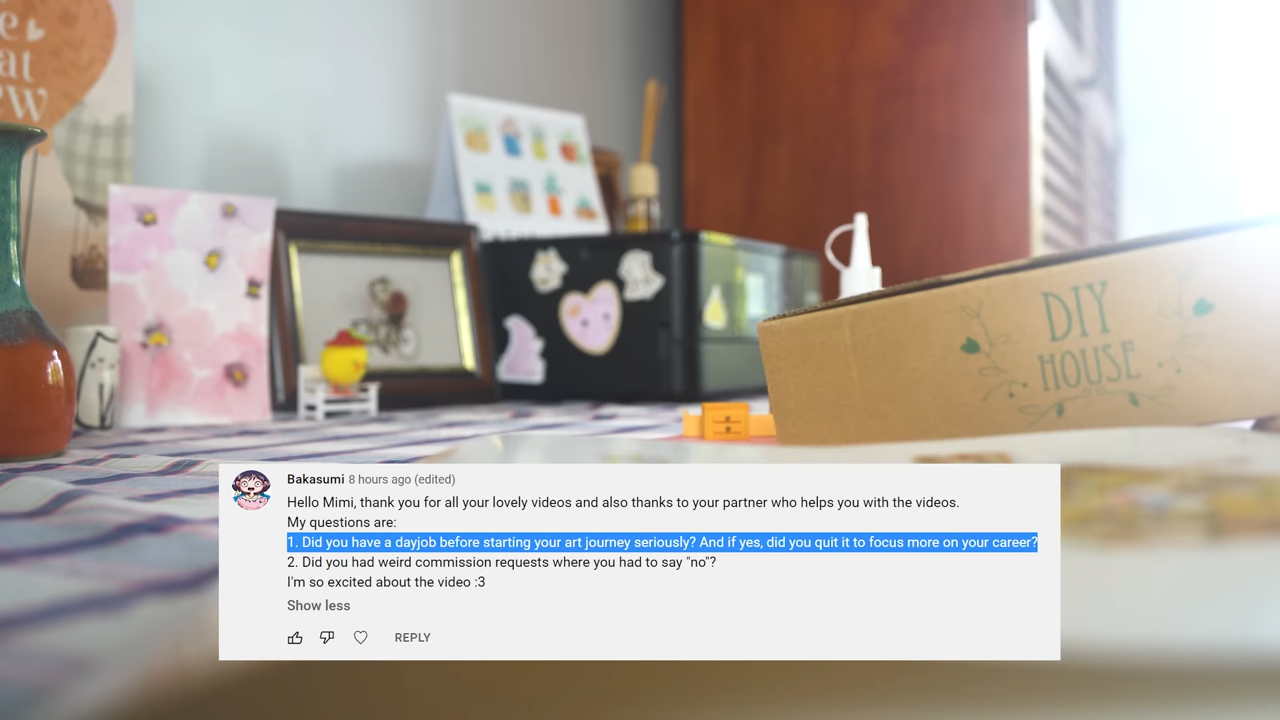 e
at
ew
DIY
HOUSE
Bakasumi 8 hours ago (edited)
Hello Mimi, thank you for all your lovely videos and also thanks to your partner who helps you with the videos.
My questions are:
1. Did you have a dayjob before starting your art journey seriously? And if yes, did you quit it to focus more on your career?
2. Did you had weird commission requests where you had to say "no"?
I'm so excited about the video :3
Show less
REPLY